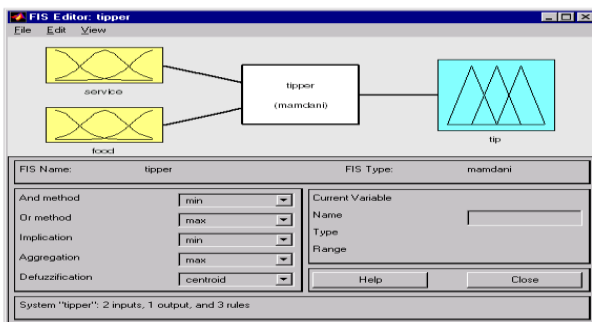 FIS Editor: tipper
File Edit View
service
food
tipper
(mamdani)
tip
FIS Name: tipper FIS Type: mamdani
And method min
Or method max
Implication min
Aggregation max
Defuzzification centroid
Current Variable
Name
Type
Range
Help Close
System "tipper": 2 inputs, 1 output, and 3 rules